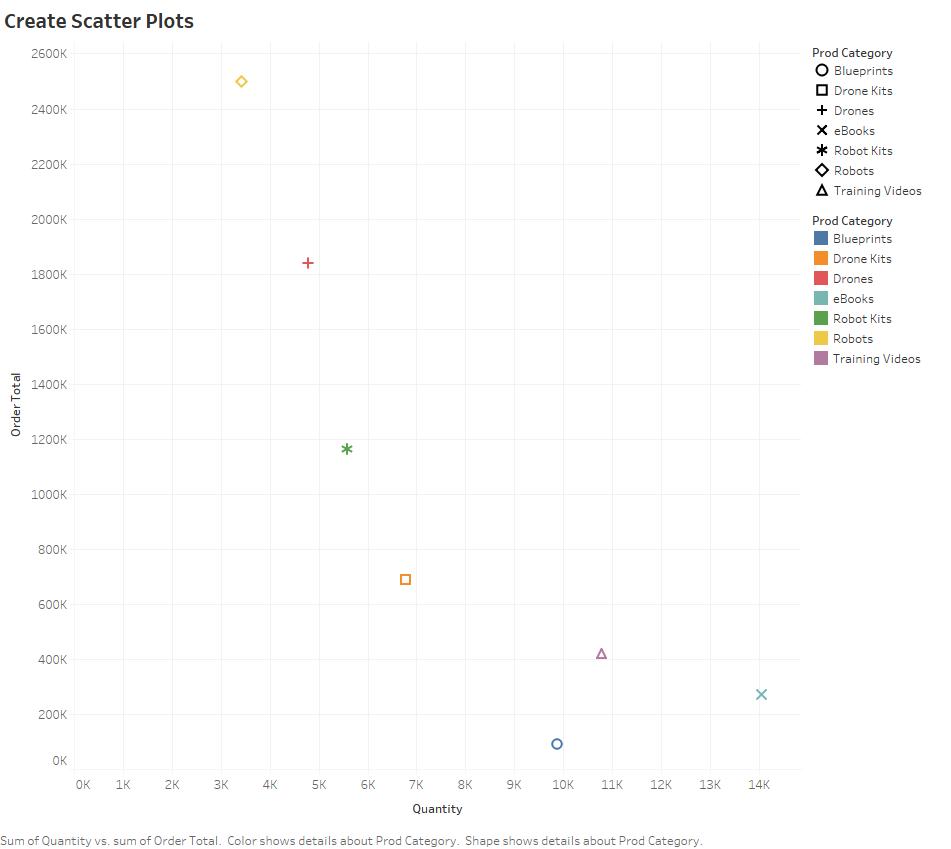 Create Scatter Plots
2600K
2400K
2200K
2000K
1800K
1600K
1400K
1200K
1000K
800K
600K
400K
200K
0K
Order Total
0K 1K 2K 3K 4K 5K 6K 7K 8K 9K 10K 11K 12K 13K 14K
Quantity
Prod Category
Blueprints
Drone Kits
Drones
eBooks
Robot Kits
Robots
Training Videos
Prod Category
Blueprints
Drone Kits
Drones
eBooks
Robot Kits
Robots
Training Videos
Sum of Quantity vs. sum of Order Total. Color shows details about Prod Category. Shape shows details about Prod Category.